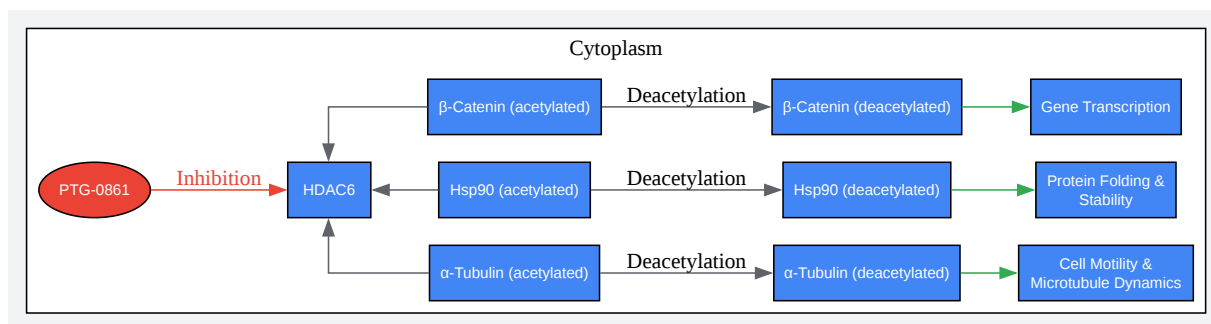 Cytoplasm
β-Catenin (acetylated)
Deacetylation
β-Catenin (deacetylated)
Gene Transcription
PTG-0861
Inhibition
HDAC6
Hsp90 (acetylated)
Deacetylation
Hsp90 (deacetylated)
Protein Folding &
Stability
α-Tubulin (acetylated)
Deacetylation
α-Tubulin (deacetylated)
Cell Motility &
Microtubule Dynamics